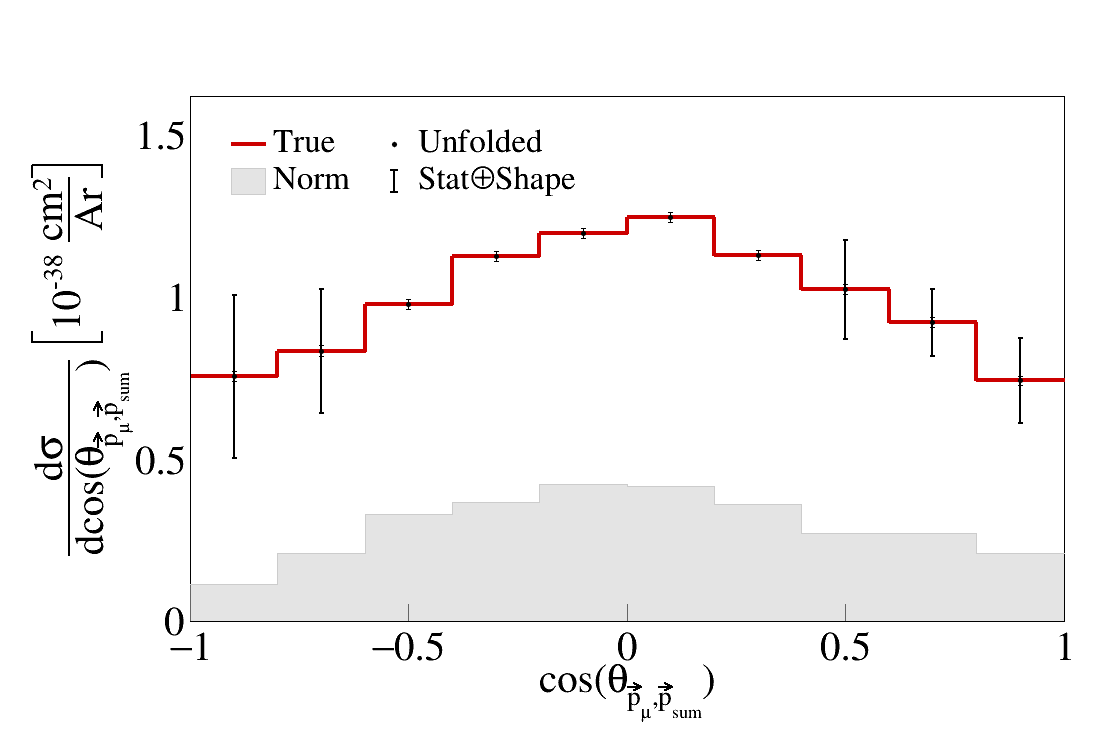 True
Unfolded
Norm
Stat⊕Shape
dσ / dcos(θ p⃗μ,p⃗sum) [10-38 cm2 / Ar]
1.5
1
0.5
0
−1
−0.5
0
0.5
1
cos(θ p⃗μ,p⃗sum)